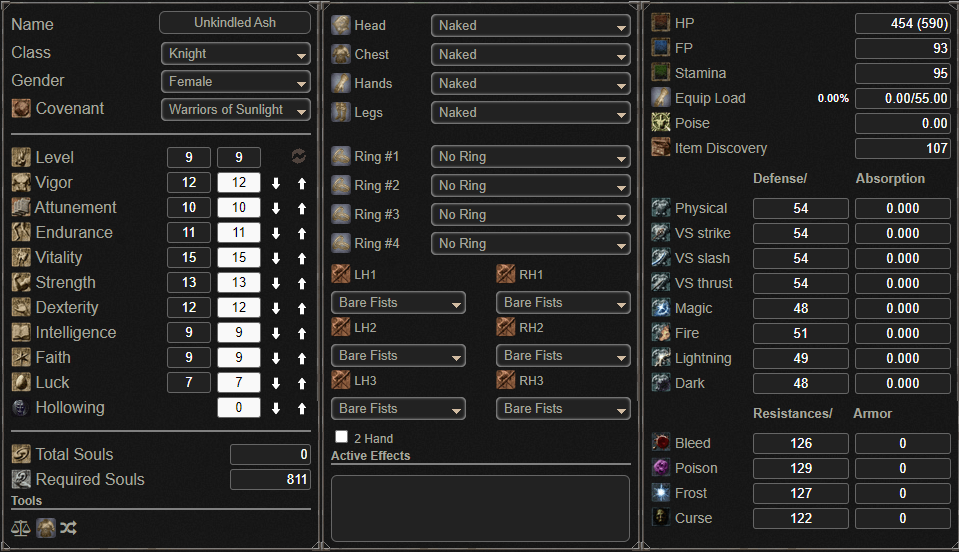 Name Unkindled Ash
Class Knight
Gender Female
Covenant Warriors of Sunlight
Level 9 9
Vigor 12 12
Attunement 10 10
Endurance 11 11
Vitality 15 15
Strength 13 13
Dexterity 12 12
Intelligence 9 9
Faith 9 9
Luck 7 7
Hollowing 0
Total Souls 0
Required Souls 811
Tools
Head Naked
Chest Naked
Hands Naked
Legs Naked
Ring #1 No Ring
Ring #2 No Ring
Ring #3 No Ring
Ring #4 No Ring
LH1 RH1
Bare Fists Bare Fists
LH2 RH2
Bare Fists Bare Fists
LH3 RH3
Bare Fists Bare Fists
2 Hand
Active Effects
HP 454 (590)
FP 93
Stamina 95
Equip Load 0.00% 0.00/55.00
Poise 0.00
Item Discovery 107
Defense/ Absorption
Physical 54 0.000
VS strike 54 0.000
VS slash 54 0.000
VS thrust 54 0.000
Magic 48 0.000
Fire 51 0.000
Lightning 49 0.000
Dark 48 0.000
Resistances/ Armor
Bleed 126 0
Poison 129 0
Frost 127 0
Curse 122 0